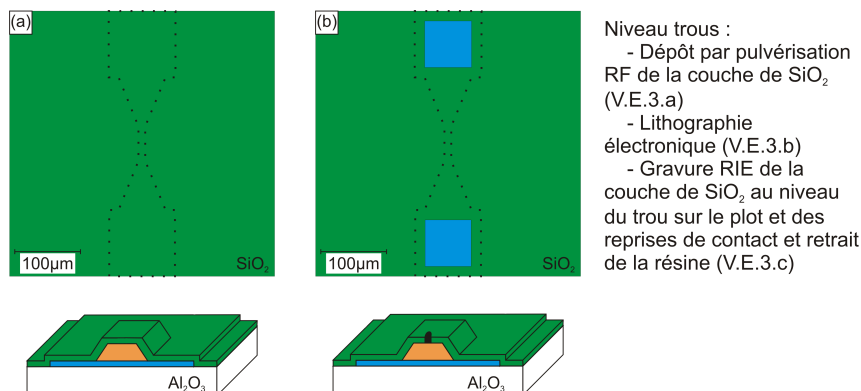 (a)
100µm
SiO₂
Al₂O₃
(b)
100µm
SiO₂
Al₂O₃
Niveau trous :
- Dépôt par pulvérisation
RF de la couche de SiO₂
(V.E.3.a)
- Lithographie
électronique (V.E.3.b)
- Gravure RIE de la
couche de SiO₂ au niveau
du trou sur le plot et des
reprises de contact et retrait
de la résine (V.E.3.c)